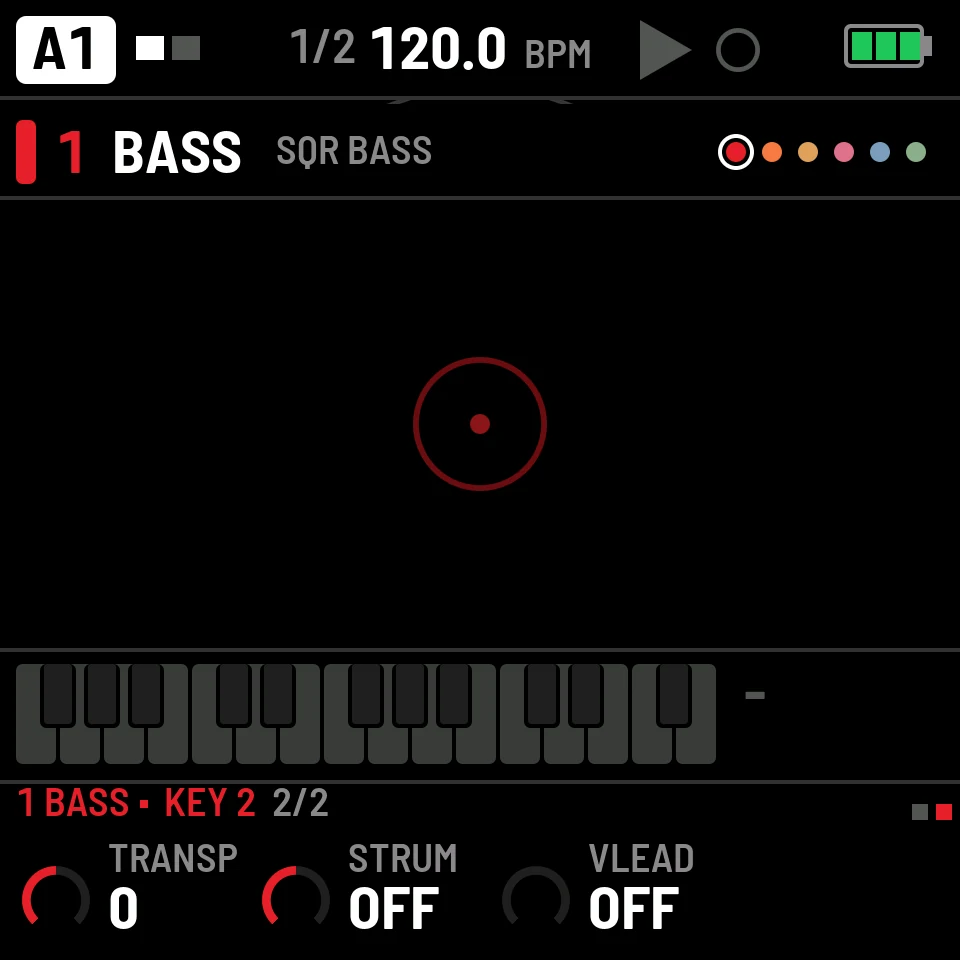 A1 1/2 120.0 BPM
1 BASS SQR BASS
-
1 BASS ▪ KEY 2 2/2
TRANSP STRUM VLEAD
0 OFF OFF